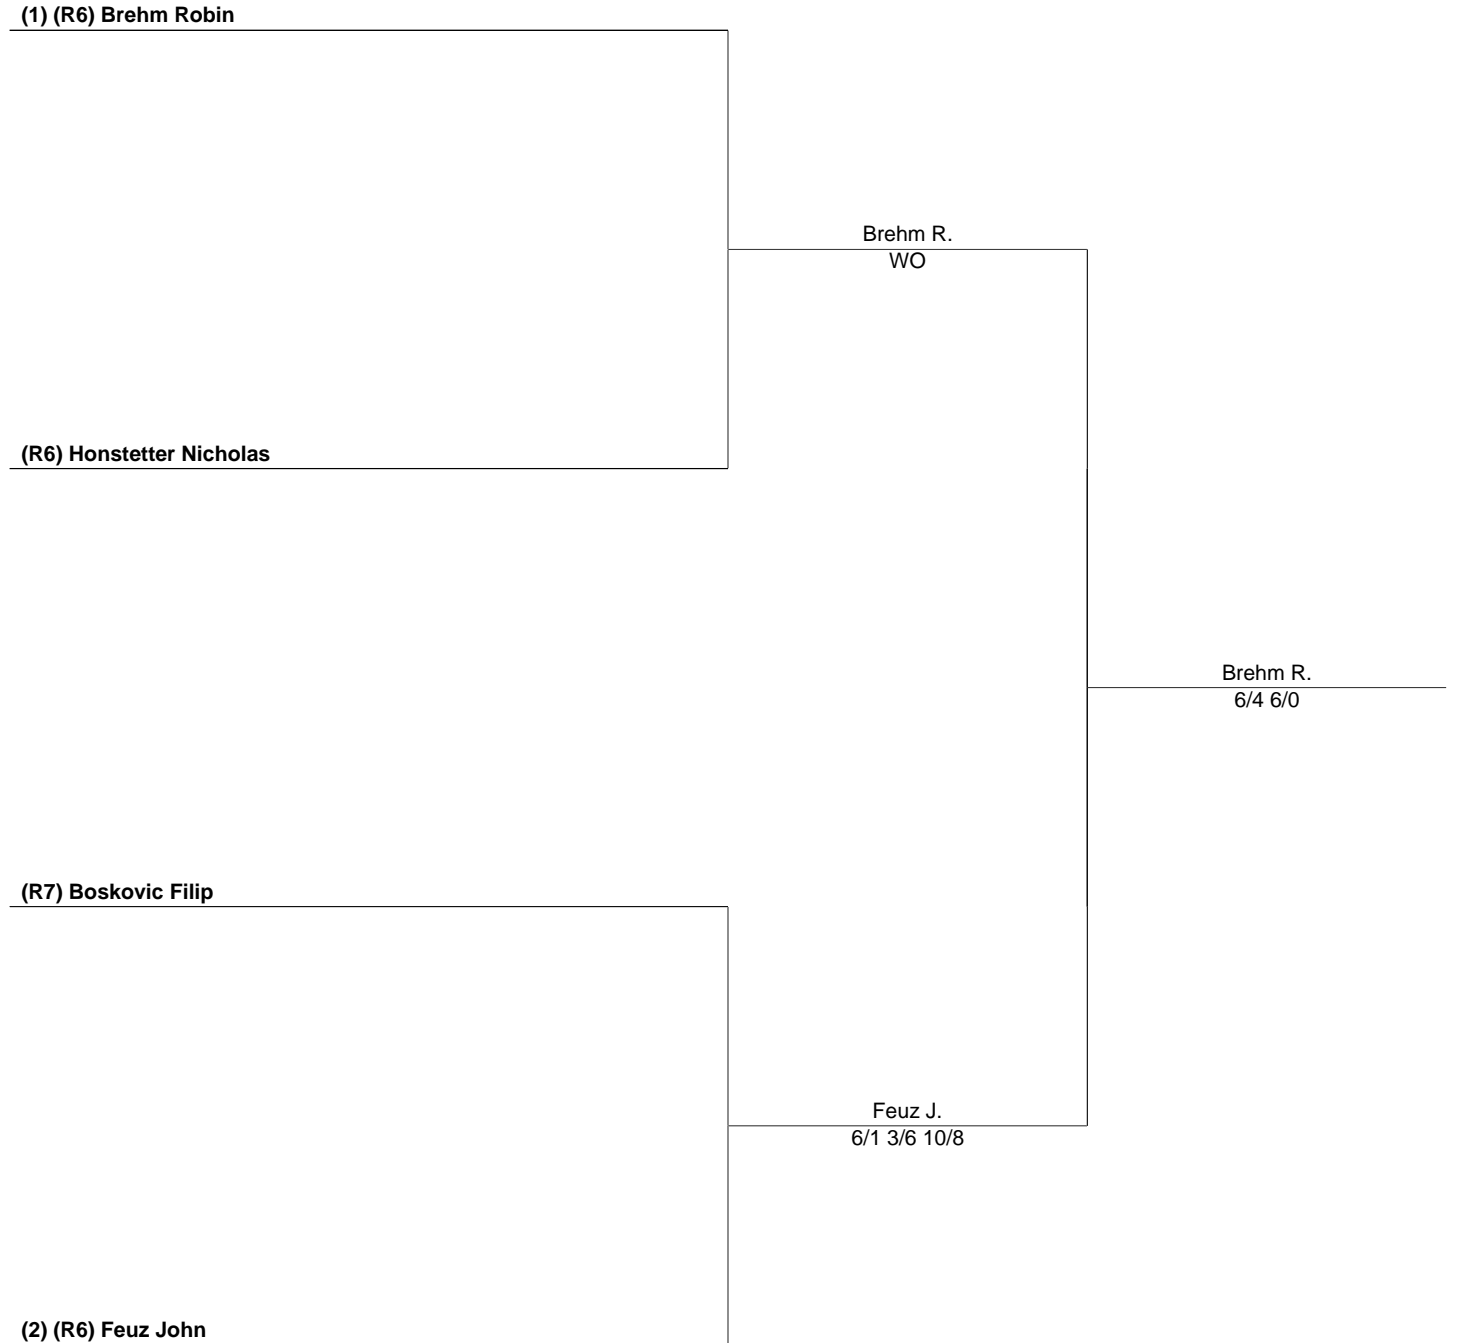 (1) (R6) Brehm Robin
Brehm R.
WO
(R6) Honstetter Nicholas
Brehm R.
6/4 6/0
(R7) Boskovic Filip
Feuz J.
6/1 3/6 10/8
(2) (R6) Feuz John